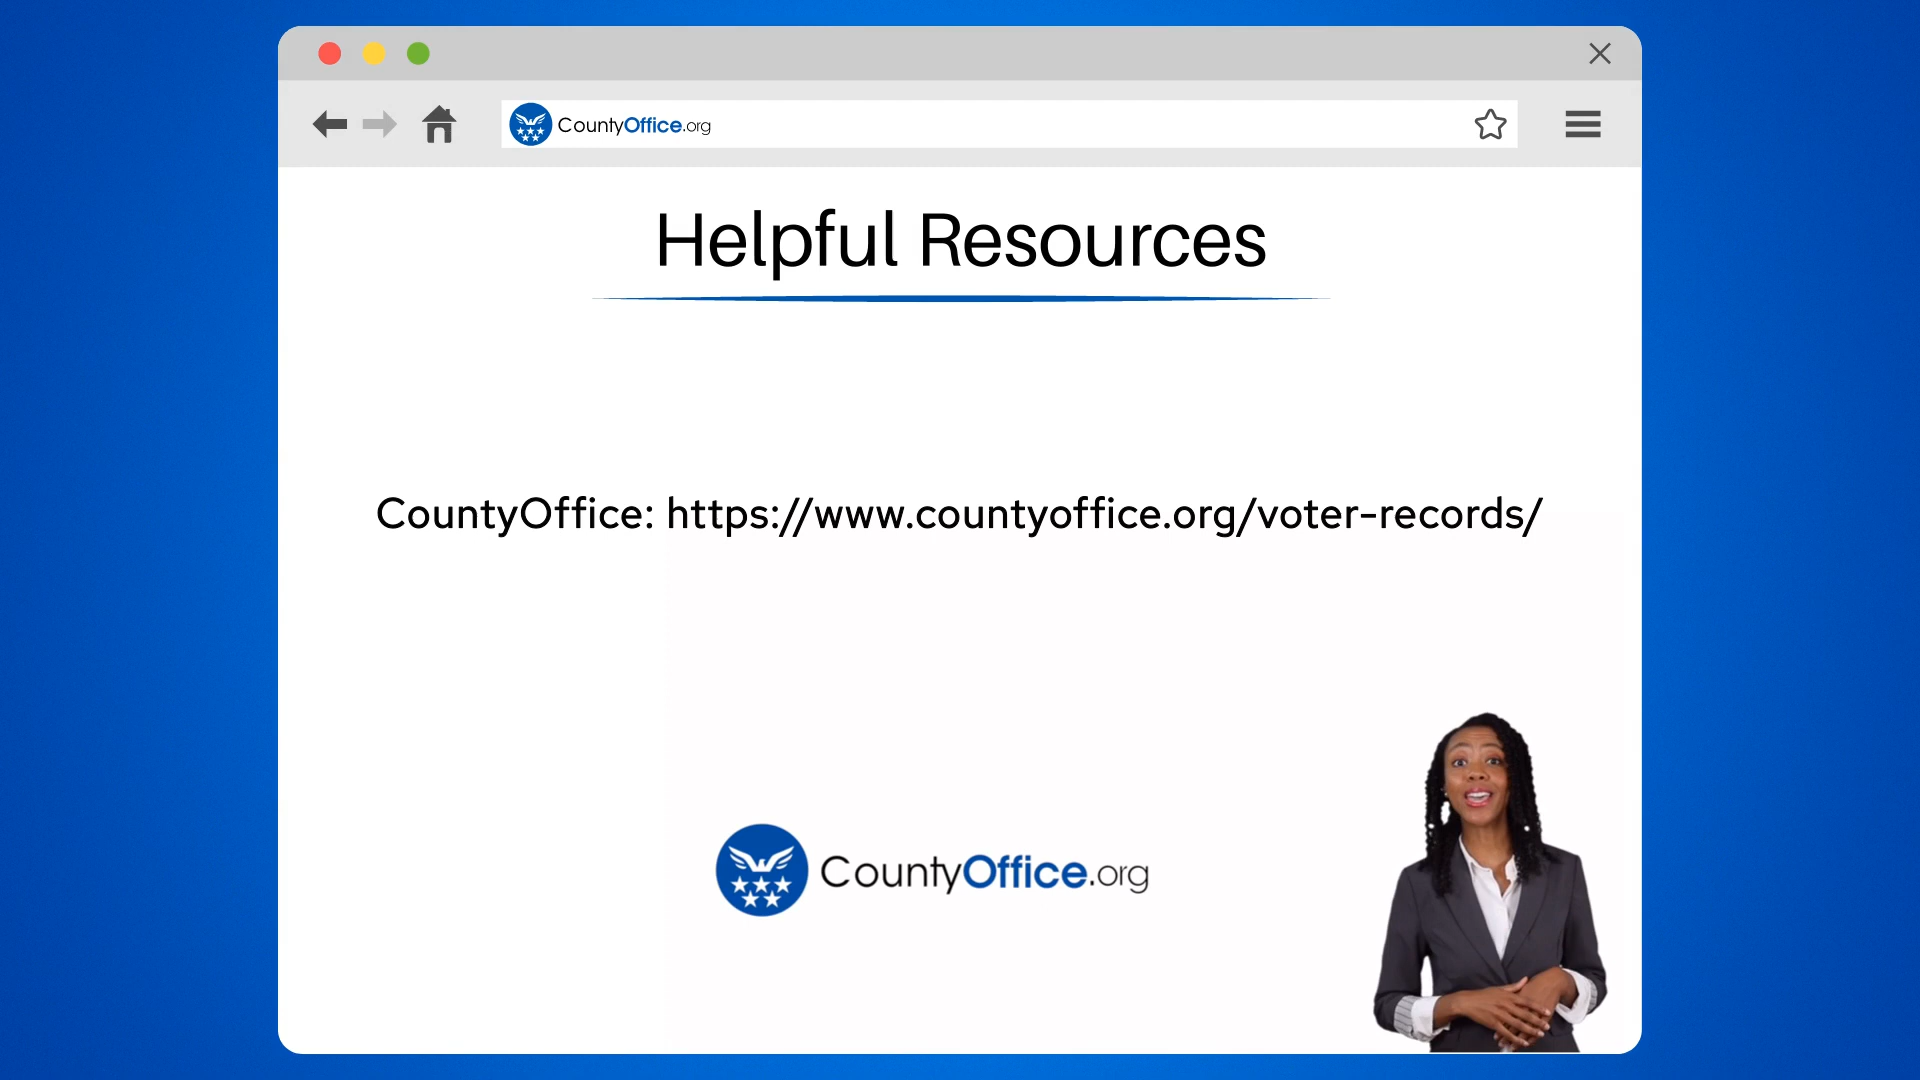 CountyOffice.org
Helpful Resources
CountyOffice: https://www.countyoffice.org/voter-records/
CountyOffice.org